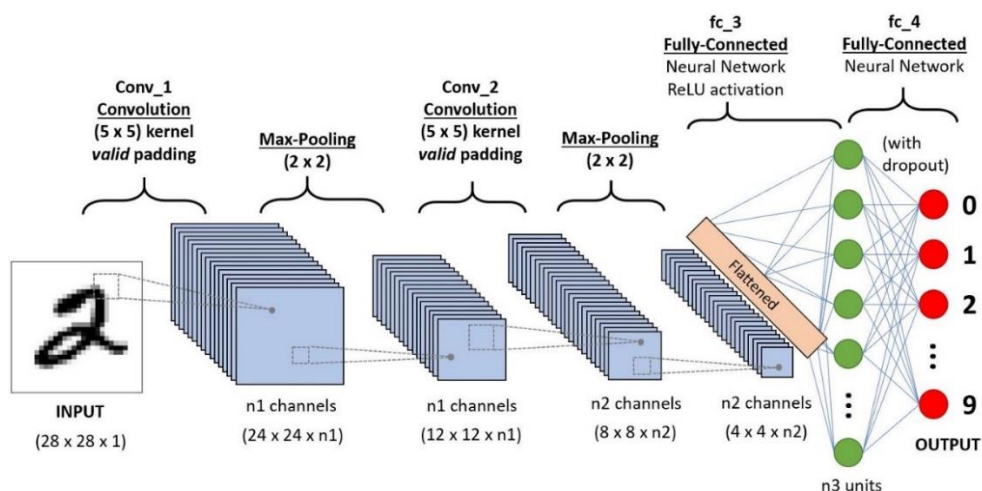 fc_3
Fully-Connected
Neural Network
ReLU activation
fc_4
Fully-Connected
Neural Network
Conv_1
Convolution
(5 x 5) kernel
valid padding
Max-Pooling
(2 x 2)
Conv_2
Convolution
(5 x 5) kernel
valid padding
Max-Pooling
(2 x 2)
(with
dropout)
Flattened
0
1
2
9
2
INPUT
(28 x 28 x 1)
n1 channels
(24 x 24 x n1)
n1 channels
(12 x 12 x n1)
n2 channels
(8 x 8 x n2)
n2 channels
(4 x 4 x n2)
n3 units
OUTPUT